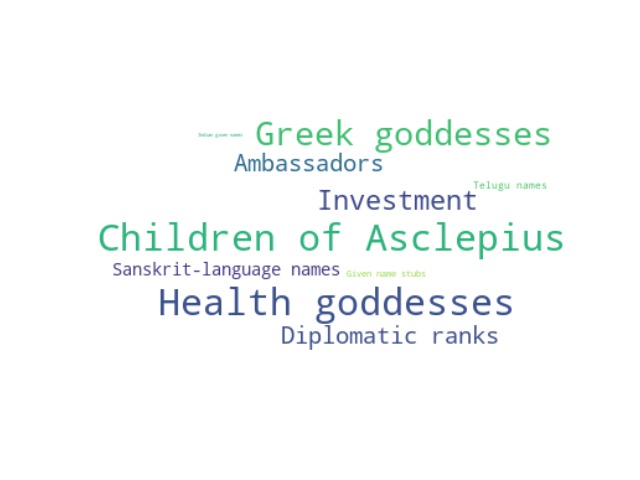 Indian given names
Greek goddesses
Ambassadors
Telugu names
Investment
Children of Asclepius
Sanskrit-language names
Given name stubs
Health goddesses
Diplomatic ranks